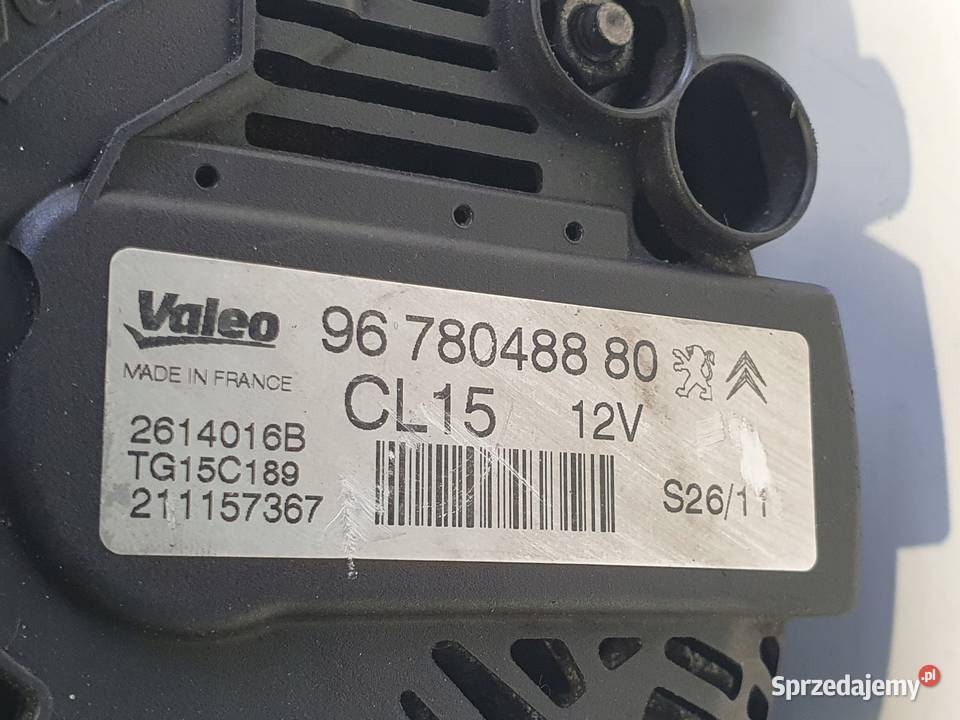 Valeo
96 780488 80
MADE IN FRANCE
CL15 12V
2614016B
TG15C189
211157367
S26/11
Sprzedajemy.pl